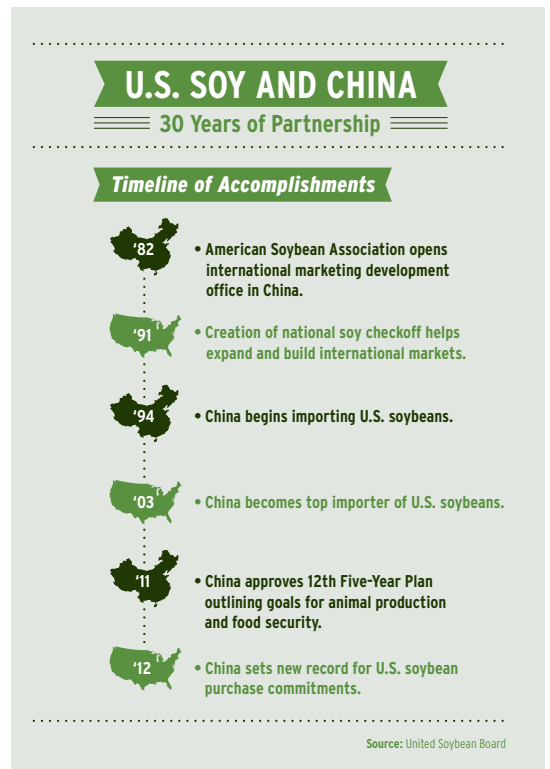 U.S. SOY AND CHINA
30 Years of Partnership
Timeline of Accomplishments
‘82
• American Soybean Association opens
international marketing development
office in China.
‘91
• Creation of national soy checkoff helps
expand and build international markets.
‘94
• China begins importing U.S. soybeans.
‘03
• China becomes top importer of U.S. soybeans.
‘11
• China approves 12th Five-Year Plan
outlining goals for animal production
and food security.
‘12
• China sets new record for U.S. soybean
purchase commitments.
Source: United Soybean Board